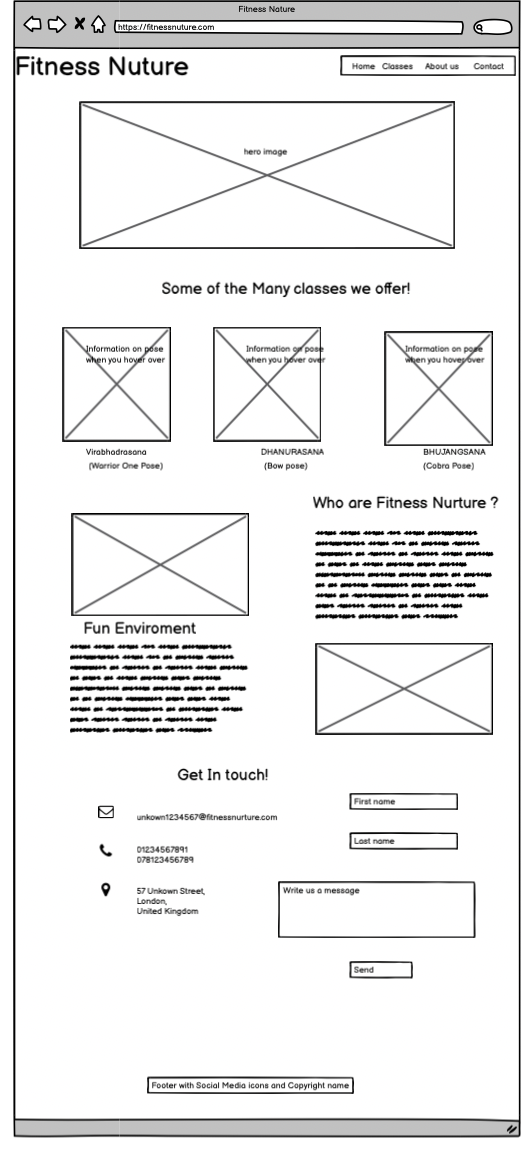 Fitness Nature
https://fitnessnuture.com
Fitness Nuture
Home Classes About us Contact
hero image
Some of the Many classes we offer!
Information on pose
when you hover over
Information on pose
when you hover over
Information on pose
when you hover over
Virabhadrasana
(Warrior One Pose)
DHANURASANA
(Bow pose)
BHUJANGSANA
(Cobra Pose)
Who are Fitness Nurture ?
Fun Enviroment
Get In touch!
unkown1234567@fitnessnurture.com
01234567891
078123456789
57 Unkown Street,
London,
United Kingdom
First name
Last name
Write us a message
Send
Footer with Social Media icons and Copyright name